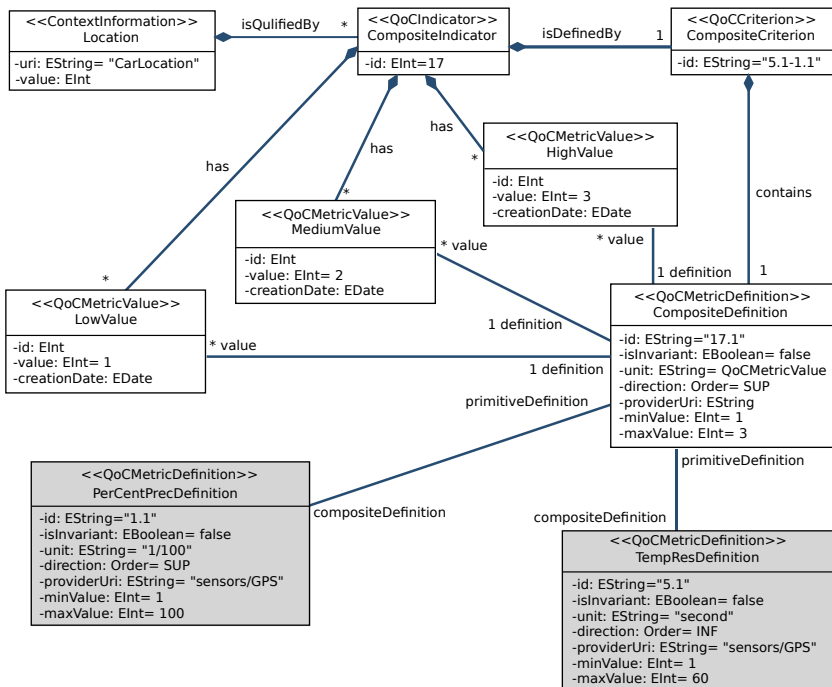 <<ContextInformation>>
Location
-uri: EString= "CarLocation"
-value: EInt
isQulifiedBy
*
<<QoCIndicator>>
CompositeIndicator
-id: EInt=17
isDefinedBy
1
<<QoCCriterion>>
CompositeCriterion
-id: EString="5.1-1.1"
has
has
has
*
<<QoCMetricValue>>
HighValue
-id: EInt
-value: EInt= 3
-creationDate: EDate
contains
*
<<QoCMetricValue>>
MediumValue
-id: EInt
-value: EInt= 2
-creationDate: EDate
* value
* value
1 definition
1
*
<<QoCMetricValue>>
LowValue
-id: EInt
-value: EInt= 1
-creationDate: EDate
* value
1 definition
1 definition
<<QoCMetricDefinition>>
CompositeDefinition
-id: EString="17.1"
-isInvariant: EBoolean= false
-unit: EString= QoCMetricValue
-direction: Order= SUP
-providerUri: EString
-minValue: EInt= 1
-maxValue: EInt= 3
primitiveDefinition
primitiveDefinition
<<QoCMetricDefinition>>
PerCentPrecDefinition
-id: EString="1.1"
-isInvariant: EBoolean= false
-unit: EString= "1/100"
-direction: Order= SUP
-providerUri: EString= "sensors/GPS"
-minValue: EInt= 1
-maxValue: EInt= 100
compositeDefinition
compositeDefinition
<<QoCMetricDefinition>>
TempResDefinition
-id: EString="5.1"
-isInvariant: EBoolean= false
-unit: EString= "second"
-direction: Order= INF
-providerUri: EString= "sensors/GPS"
-minValue: EInt= 1
-maxValue: EInt= 60